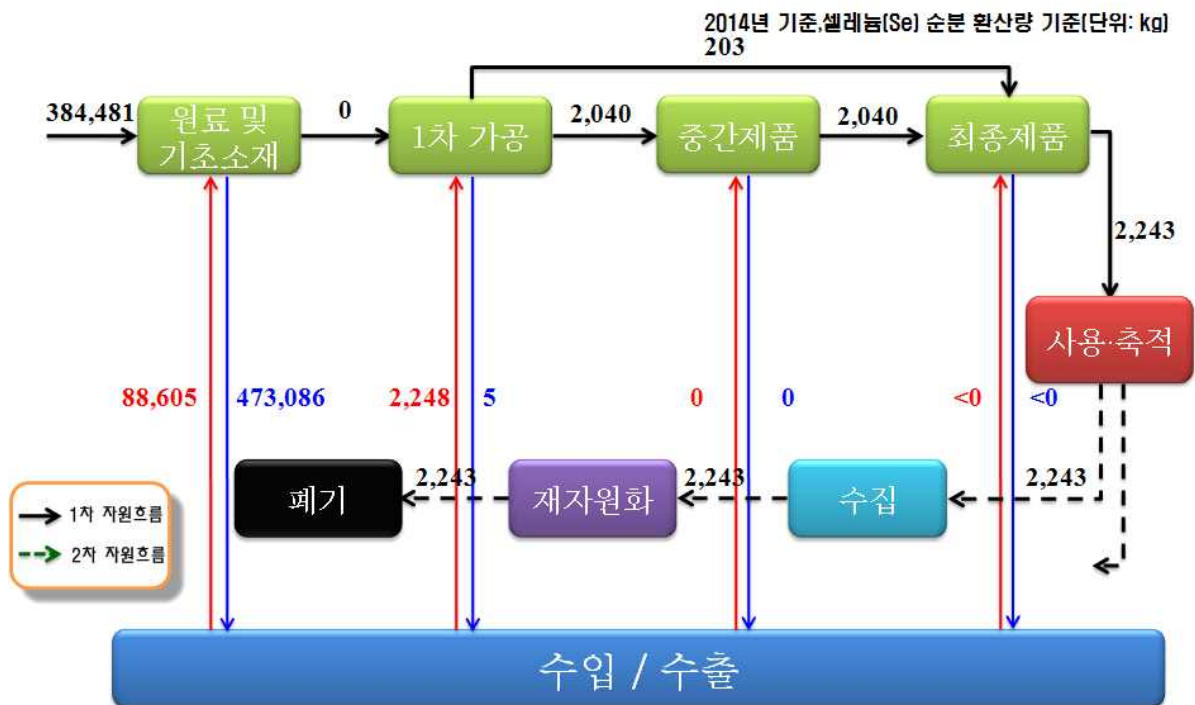 2014년 기준,셀레늄(Se) 순분 환산량 기준(단위: kg)
203
384,481
원료 및
기초소재
0
1차 가공
2,040
중간제품
2,040
최종제품
2,243
사용·축적
88,605
473,086
2,248
5
0
0
<0
<0
폐기
2,243
재자원화
2,243
수집
2,243
1차 자원흐름
2차 자원흐름
수입 / 수출